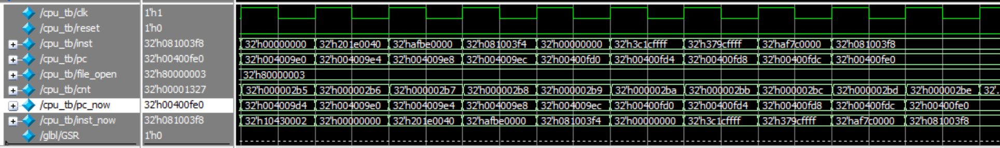 /cpu_tb/clk 1'h1
/cpu_tb/reset 1'h0
/cpu_tb/inst 32'h081003f8 32'h00000000 32'h201e0040 32'hafbe0000 32'h081003f4 32'h00000000 32'h3c1cffff 32'h379cffff 32'haf7c0000 32'h081003f8
/cpu_tb/pc 32'h00400fe0 32'h004009e0 32'h004009e4 32'h004009e8 32'h004009ec 32'h00400fd0 32'h00400fd4 32'h00400fd8 32'h00400fdc 32'h00400fe0
/cpu_tb/file_open 32'h80000003 32'h80000003
/cpu_tb/cnt 32'h00001327 32'h000002b5 32'h000002b6 32'h000002b7 32'h000002b8 32'h000002b9 32'h000002ba 32'h000002bb 32'h000002bc 32'h000002bd 32'h000002be 32'.
/cpu_tb/pc_now 32'h00400fe0 32'h004009d4 32'h004009e0 32'h004009e4 32'h004009e8 32'h004009ec 32'h00400fd0 32'h00400fd4 32'h00400fd8 32'h00400fdc 32'h00400fe0
/cpu_tb/inst_now 32'h081003f8 32'h10430002 32'h00000000 32'h201e0040 32'hafbe0000 32'h081003f4 32'h00000000 32'h3c1cffff 32'h379cffff 32'haf7c0000 32'h081003f8
/glbl/GSR 1'h0